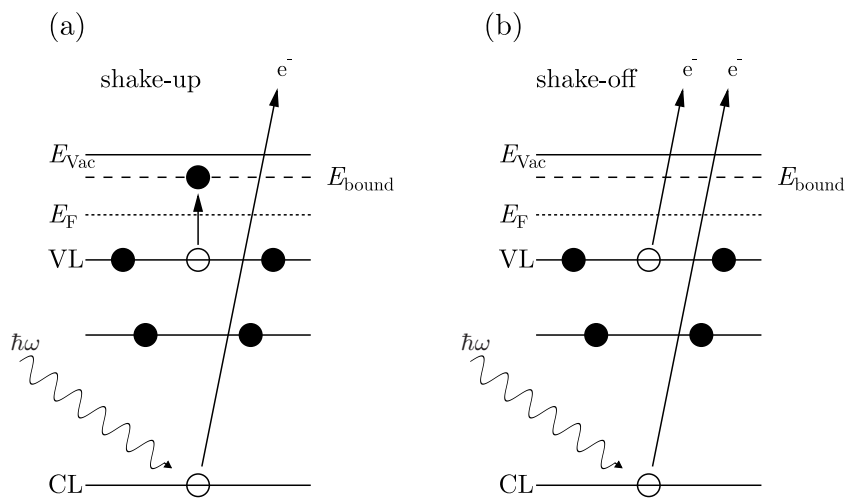 (a)
shake-up
e-
E_Vac
E_bound
E_F
VL
ħω
CL
(b)
shake-off
e-
e-
E_Vac
E_bound
E_F
VL
ħω
CL